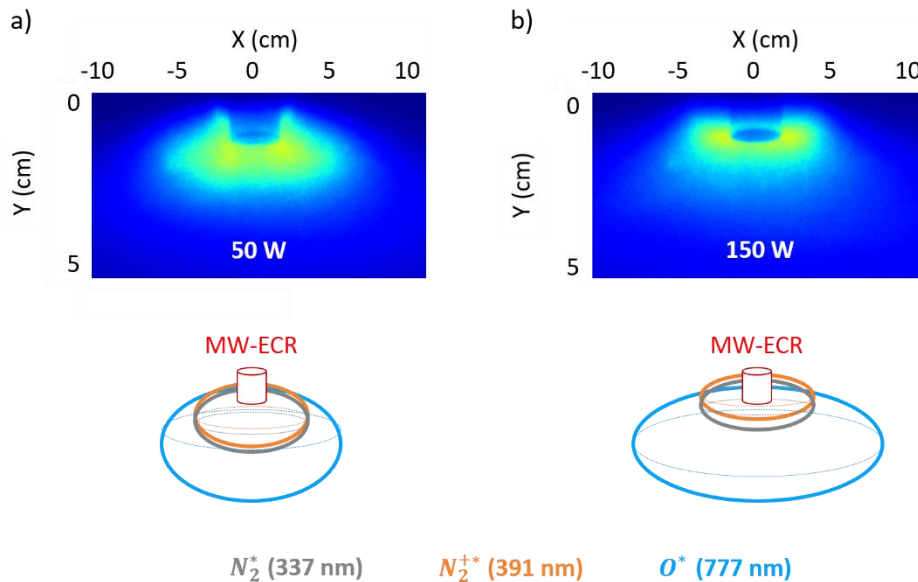 a)
X (cm)
-10 -5 0 5 10
0
Y (cm)
5
50 W
b)
X (cm)
-10 -5 0 5 10
0
Y (cm)
5
150 W
MW-ECR
MW-ECR
N₂* (337 nm) N₂⁺* (391 nm) O* (777 nm)